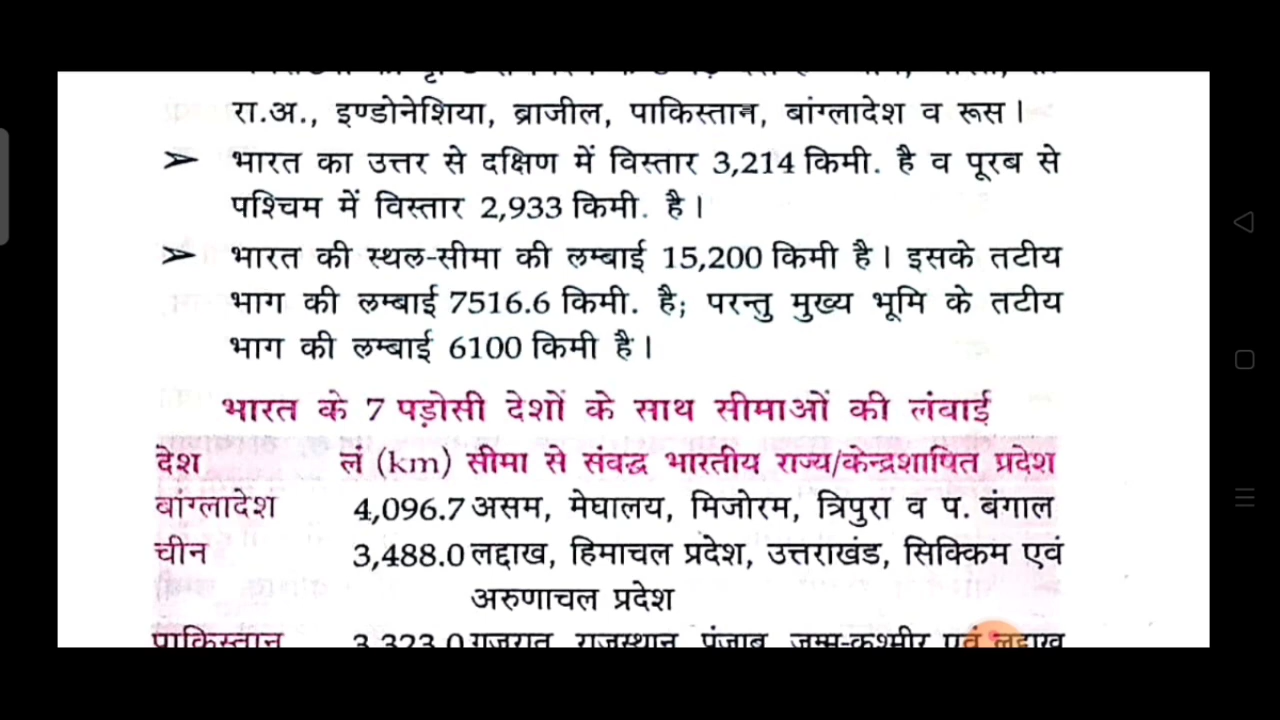 रा.अ., इण्डोनेशिया, ब्राजील, पाकिस्तान, बांग्लादेश व रूस।
➢ भारत का उत्तर से दक्षिण में विस्तार 3,214 किमी. है व पूरब से
पश्चिम में विस्तार 2,933 किमी. है।
➢ भारत की स्थल-सीमा की लम्बाई 15,200 किमी है। इसके तटीय
भाग की लम्बाई 7516.6 किमी. है; परन्तु मुख्य भूमि के तटीय
भाग की लम्बाई 6100 किमी है।
भारत के 7 पड़ोसी देशों के साथ सीमाओं की लंबाई
देश लं (km) सीमा से संबद्ध भारतीय राज्य/केन्द्रशापित प्रदेश
बांग्लादेश 4,096.7 असम, मेघालय, मिजोरम, त्रिपुरा व प. बंगाल
चीन 3,488.0 लद्दाख, हिमाचल प्रदेश, उत्तराखंड, सिक्किम एवं
अरुणाचल प्रदेश
पाकिस्तान 3,323.0 गुजरात, राजस्थान, पंजाब, जम्मू-कश्मीर एवं लद्दाख